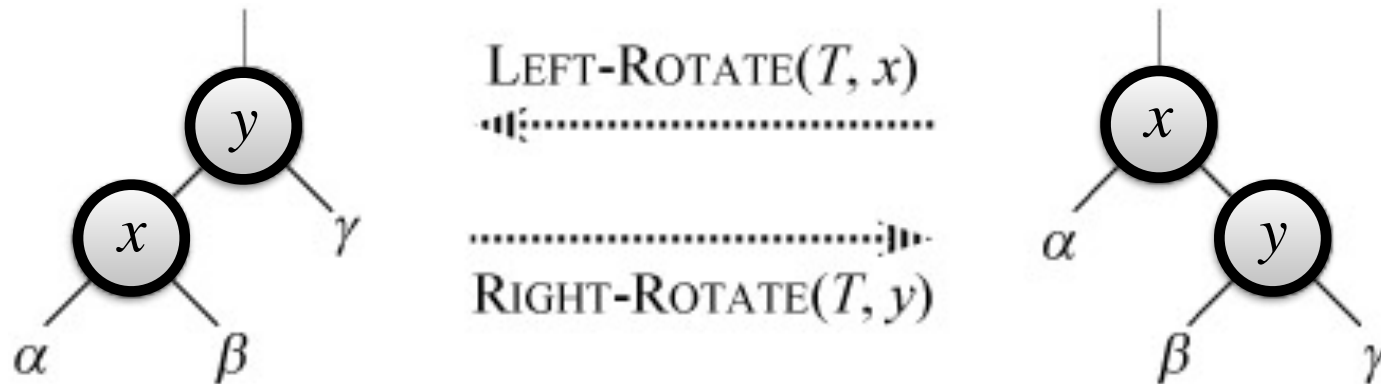 LEFT-ROTATE(T, x)
y
x
x
γ
α
y
RIGHT-ROTATE(T, y)
α
β
β
γ